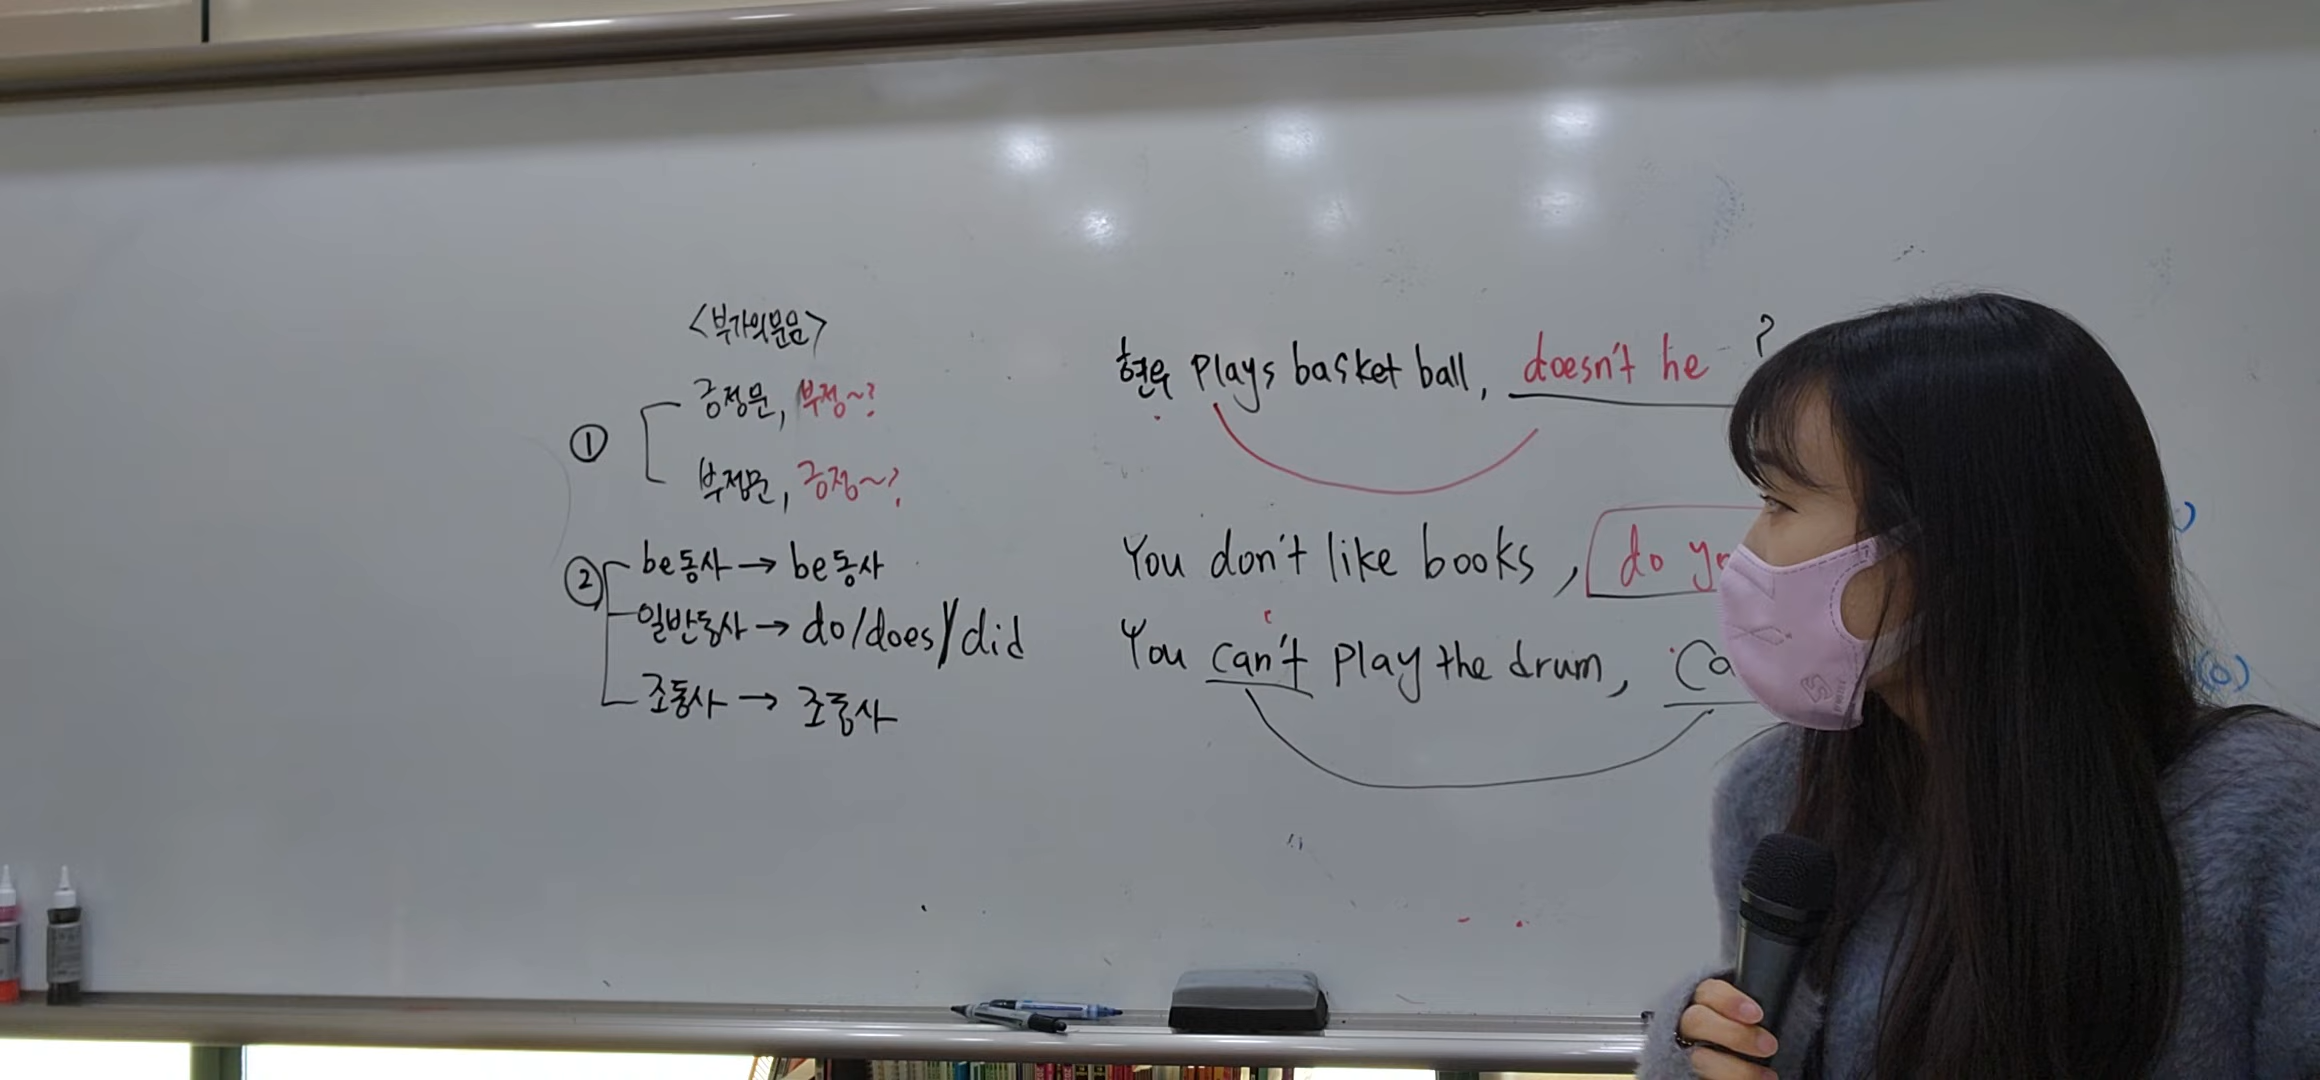 <부가의문문>
① 긍정문, 부정~?
부정문, 긍정~?
② be동사 → be동사
일반동사 → do/does/did
조동사 → 조동사
현우 plays basket ball, doesn't he ?
You don't like books, do
You can't play the drum,
(o)